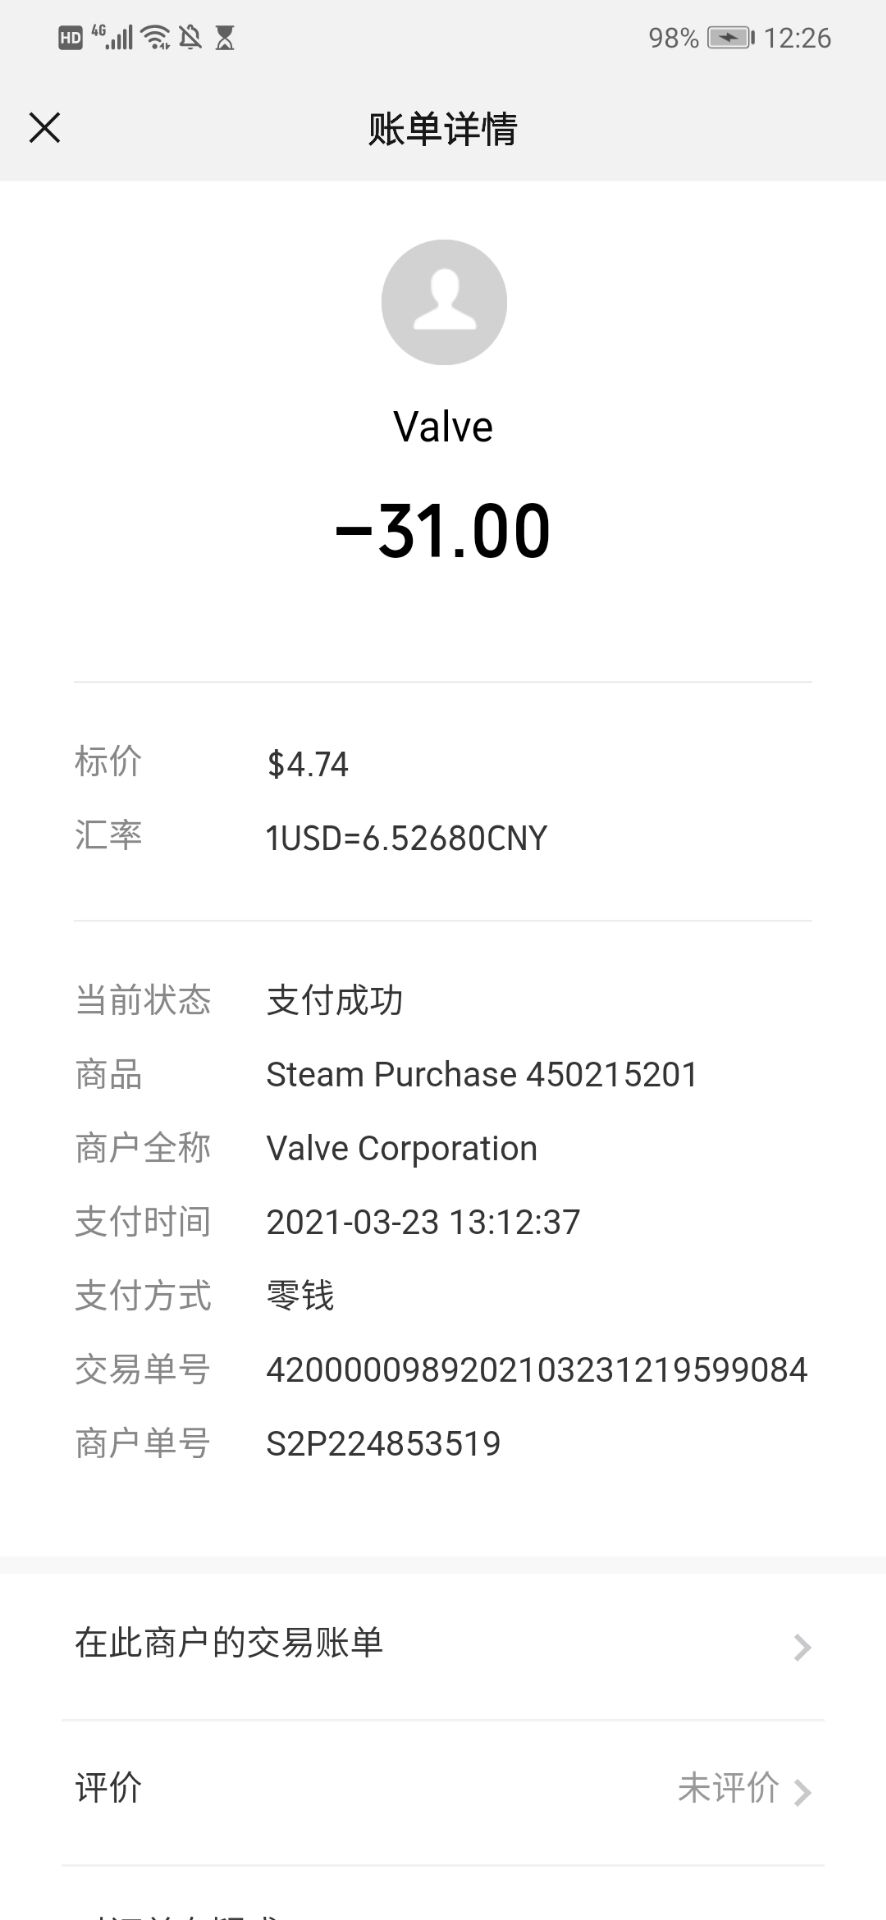 HD 4G 98% 12:26
账单详情
Valve
-31.00
标价 $4.74
汇率 1USD=6.52680CNY
当前状态 支付成功
商品 Steam Purchase 450215201
商户全称 Valve Corporation
支付时间 2021-03-23 13:12:37
支付方式 零钱
交易单号 4200000989202103231219599084
商户单号 S2P224853519
在此商户的交易账单
评价 未评价